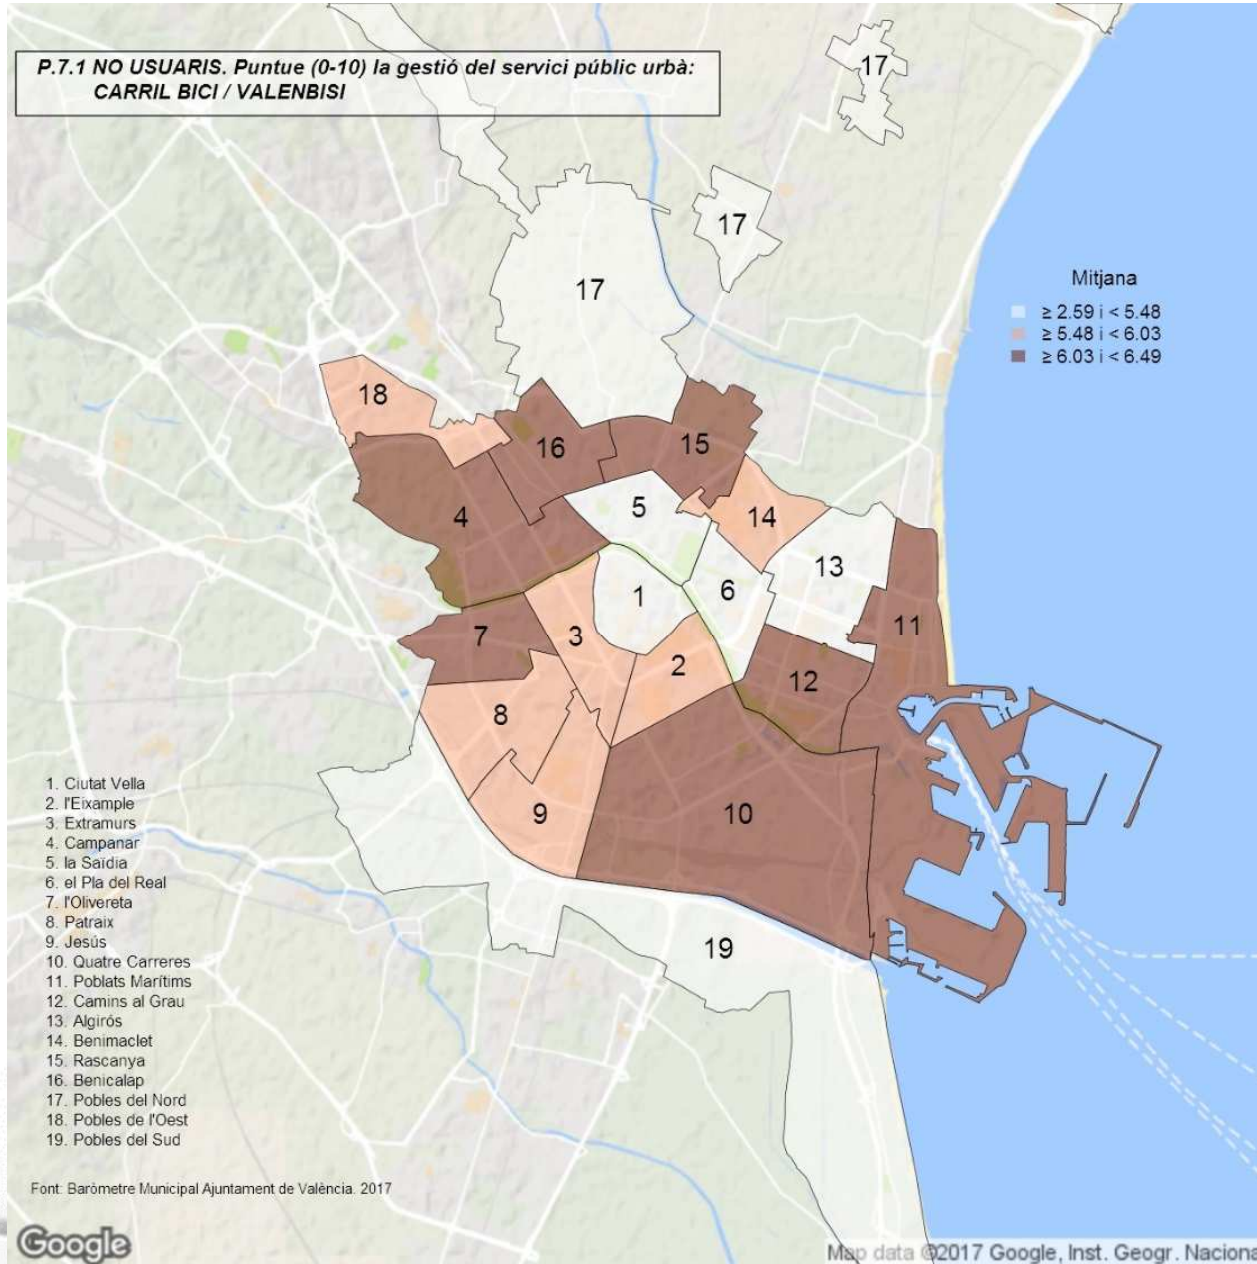 P.7.1 NO USUARIS. Puntue (0-10) la gestió del servici públic urbà:
CARRIL BICI / VALENBISI
17
17
17
Mitjana
≥ 2.59 i < 5.48
≥ 5.48 i < 6.03
≥ 6.03 i < 6.49
18
16
15
5
4
14
13
6
1
11
7
3
2
12
8
10
9
19
1. Ciutat Vella
2. l'Eixample
3. Extramurs
4. Campanar
5. la Saïdia
6. el Pla del Real
7. l'Olivereta
8. Patraix
9. Jesús
10. Quatre Carreres
11. Poblats Marítims
12. Camins al Grau
13. Algirós
14. Benimaclet
15. Rascanya
16. Benicalap
17. Pobles del Nord
18. Pobles de l'Oest
19. Pobles del Sud
Font: Baròmetre Municipal Ajuntament de València. 2017
Google
Map data ©2017 Google, Inst. Geogr. Naciona